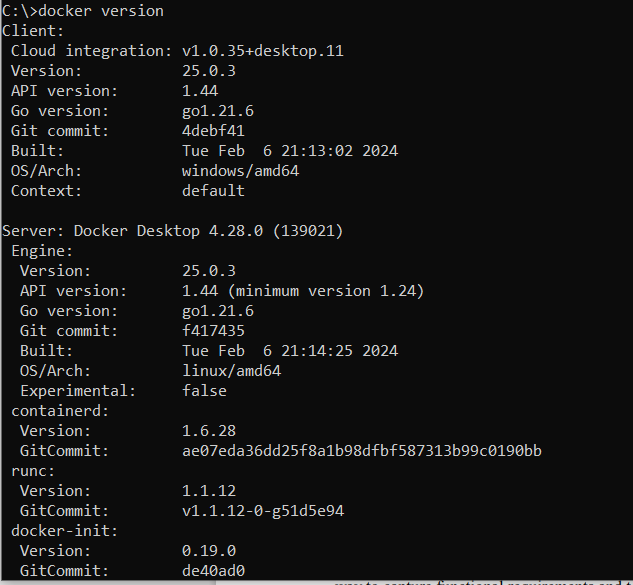 C:\>docker version
Client:
 Cloud integration: v1.0.35+desktop.11
 Version:           25.0.3
 API version:       1.44
 Go version:        go1.21.6
 Git commit:        4debf41
 Built:             Tue Feb  6 21:13:02 2024
 OS/Arch:           windows/amd64
 Context:           default

Server: Docker Desktop 4.28.0 (139021)
 Engine:
  Version:          25.0.3
  API version:      1.44 (minimum version 1.24)
  Go version:       go1.21.6
  Git commit:       f417435
  Built:            Tue Feb  6 21:14:25 2024
  OS/Arch:          linux/amd64
  Experimental:     false
 containerd:
  Version:          1.6.28
  GitCommit:        ae07eda36dd25f8a1b98dfbf587313b99c0190bb
 runc:
  Version:          1.1.12
  GitCommit:        v1.1.12-0-g51d5e94
 docker-init:
  Version:          0.19.0
  GitCommit:        de40ad0